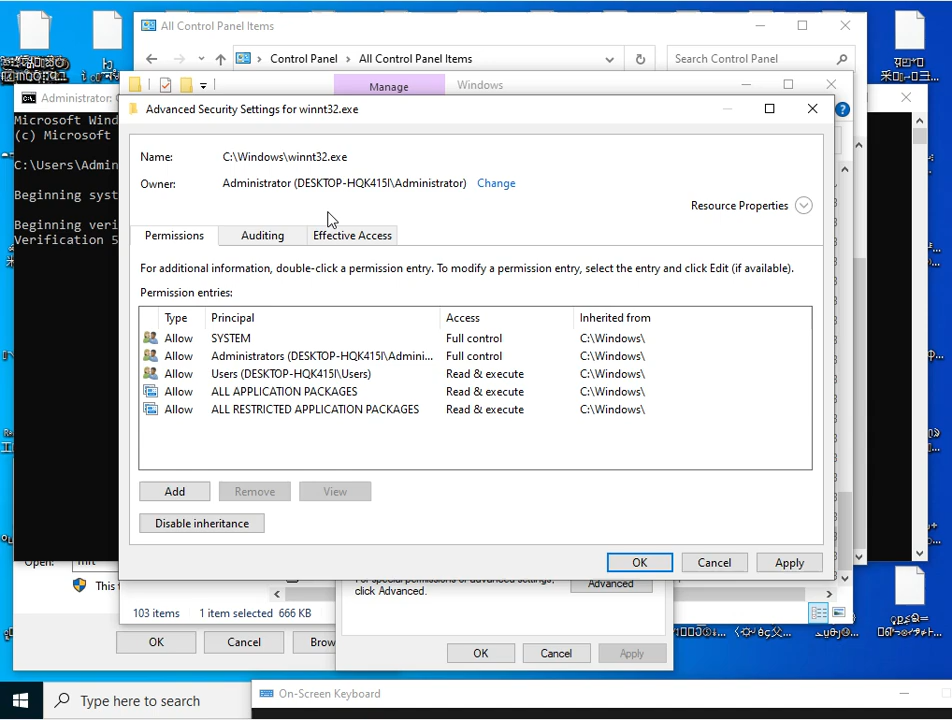 All Control Panel Items
Control Panel > All Control Panel Items
Search Control Panel
Manage
Windows
Administrator: C
Advanced Security Settings for winnt32.exe
Microsoft Wind
(c) Microsoft
C:\Users\Admin
Beginning syst
Beginning veri
Verification 5
Name: C:\Windows\winnt32.exe
Owner: Administrator (DESKTOP-HQK415I\Administrator) Change
Resource Properties
Permissions
Auditing
Effective Access
For additional information, double-click a permission entry. To modify a permission entry, select the entry and click Edit (if available).
Permission entries:
Type Principal Access Inherited from
Allow SYSTEM Full control C:\Windows\
Allow Administrators (DESKTOP-HQK415I\Admini... Full control C:\Windows\
Allow Users (DESKTOP-HQK415I\Users) Read & execute C:\Windows\
Allow ALL APPLICATION PACKAGES Read & execute C:\Windows\
Allow ALL RESTRICTED APPLICATION PACKAGES Read & execute C:\Windows\
Add
Remove
View
Disable inheritance
OK
Cancel
Apply
Open:
This t
For special permissions or advanced settings,
click Advanced.
Advanced
103 items 1 item selected 666 KB
OK
Cancel
Brow
OK
Cancel
Apply
Type here to search
On-Screen Keyboard